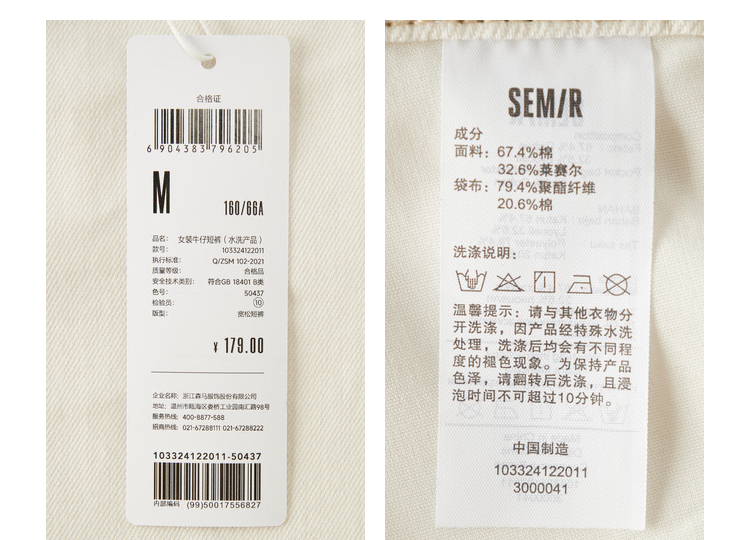 合格证
6 904383 796205
M
160/66A
品名: 女装牛仔短裤（水洗产品）
款号: 103324122011
执行标准: Q/ZSM 102-2021
质量等级: 合格品
安全技术类别: 符合GB 18401 B类
色号: 50437
检验员: 10
版型: 宽松短裤
¥ 179.00
企业名称: 浙江森马服饰股份有限公司
地址: 温州市瓯海区娄桥工业园南汇路98号
服务热线: 400-8877-588
招商热线: 021-67288111 021-67288222
103324122011-50437
内部编码 (99)50017556827
SEM/R
成分
面料: 67.4%棉
32.6%莱赛尔
袋布: 79.4%聚酯纤维
20.6%棉
洗涤说明:
温馨提示: 请与其他衣物分
开洗涤, 因产品经特殊水洗
处理, 洗涤后均会有不同程
度的褪色现象。为保持产品
色泽, 请翻转后洗涤, 且浸
泡时间不可超过10分钟。
中国制造
103324122011
3000041